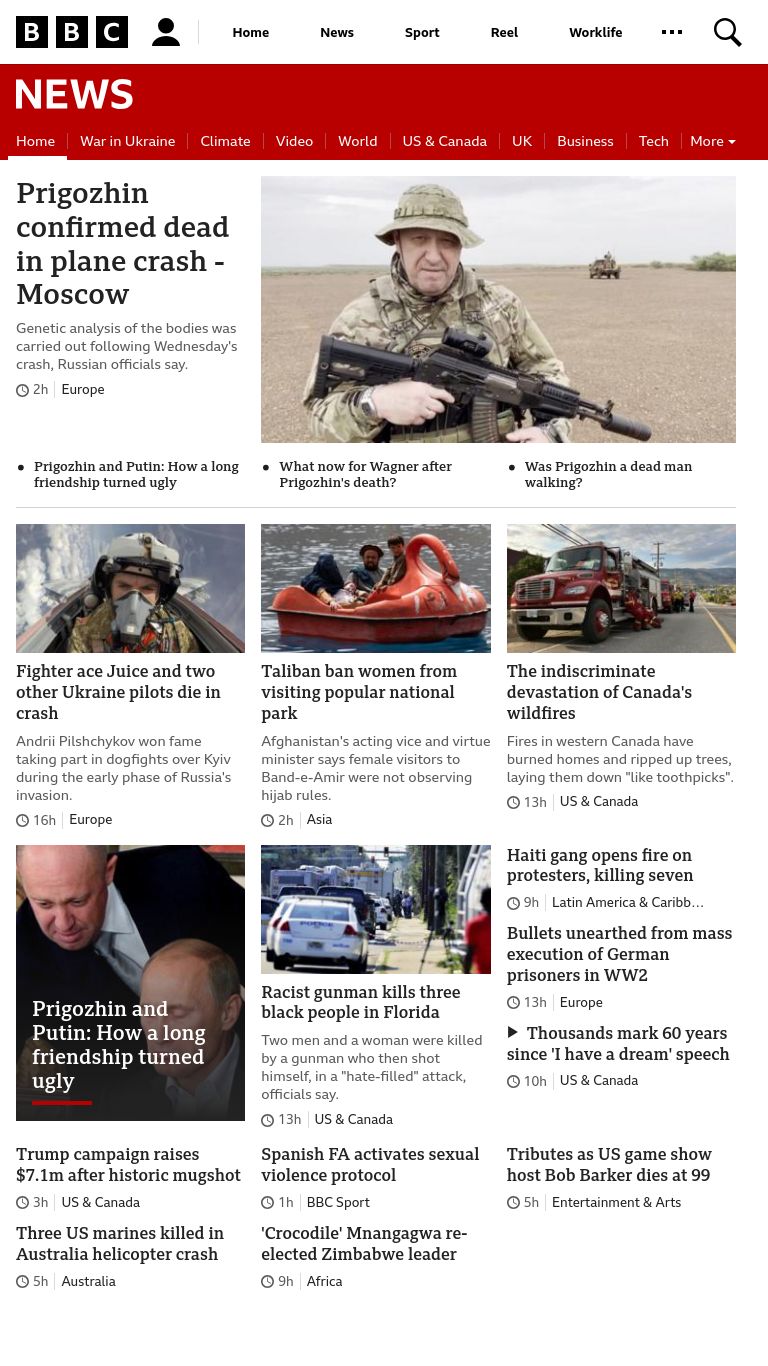 BBC
Home
News
Sport
Reel
Worklife
NEWS
Home
War in Ukraine
Climate
Video
World
US & Canada
UK
Business
Tech
More
Prigozhin
confirmed dead
in plane crash -
Moscow
Genetic analysis of the bodies was
carried out following Wednesday's
crash, Russian officials say.
2h
Europe
Prigozhin and Putin: How a long
friendship turned ugly
What now for Wagner after
Prigozhin's death?
Was Prigozhin a dead man
walking?
Fighter ace Juice and two
other Ukraine pilots die in
crash
Andrii Pilshchykov won fame
taking part in dogfights over Kyiv
during the early phase of Russia's
invasion.
16h
Europe
Taliban ban women from
visiting popular national
park
Afghanistan's acting vice and virtue
minister says female visitors to
Band-e-Amir were not observing
hijab rules.
2h
Asia
The indiscriminate
devastation of Canada's
wildfires
Fires in western Canada have
burned homes and ripped up trees,
laying them down "like toothpicks".
13h
US & Canada
Prigozhin and
Putin: How a long
friendship turned
ugly
POLICE
Racist gunman kills three
black people in Florida
Two men and a woman were killed
by a gunman who then shot
himself, in a "hate-filled" attack,
officials say.
13h
US & Canada
Haiti gang opens fire on
protesters, killing seven
9h
Latin America & Caribb…
Bullets unearthed from mass
execution of German
prisoners in WW2
13h
Europe
Thousands mark 60 years
since 'I have a dream' speech
10h
US & Canada
Trump campaign raises
$7.1m after historic mugshot
3h
US & Canada
Spanish FA activates sexual
violence protocol
1h
BBC Sport
Tributes as US game show
host Bob Barker dies at 99
5h
Entertainment & Arts
Three US marines killed in
Australia helicopter crash
5h
Australia
'Crocodile' Mnangagwa re-
elected Zimbabwe leader
9h
Africa